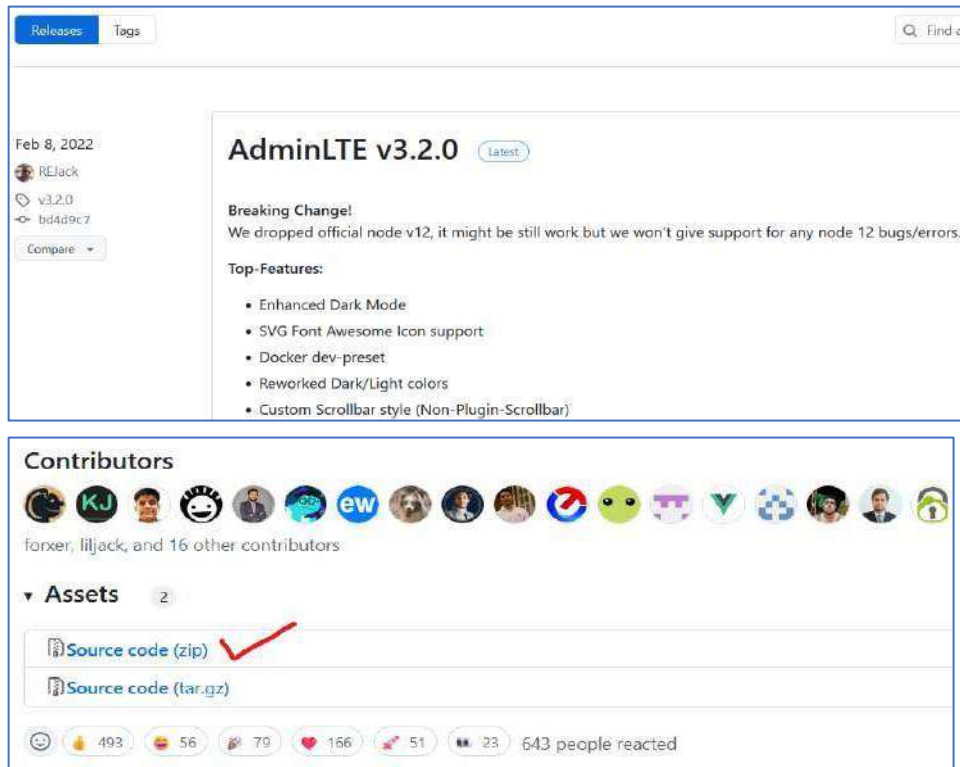 Releases
Tags
Find a
Feb 8, 2022
REJack
v3.2.0
bd4d9c7
Compare
AdminLTE v3.2.0 Latest
Breaking Change!
We dropped official node v12, it might be still work but we won't give support for any node 12 bugs/errors.
Top-Features:
• Enhanced Dark Mode
• SVG Font Awesome Icon support
• Docker dev-preset
• Reworked Dark/Light colors
• Custom Scrollbar style (Non-Plugin-Scrollbar)
Contributors
KJ
ew
forxer, liljack, and 16 other contributors
Assets 2
Source code (zip)
Source code (tar.gz)
493 56 79 166 51 23 643 people reacted